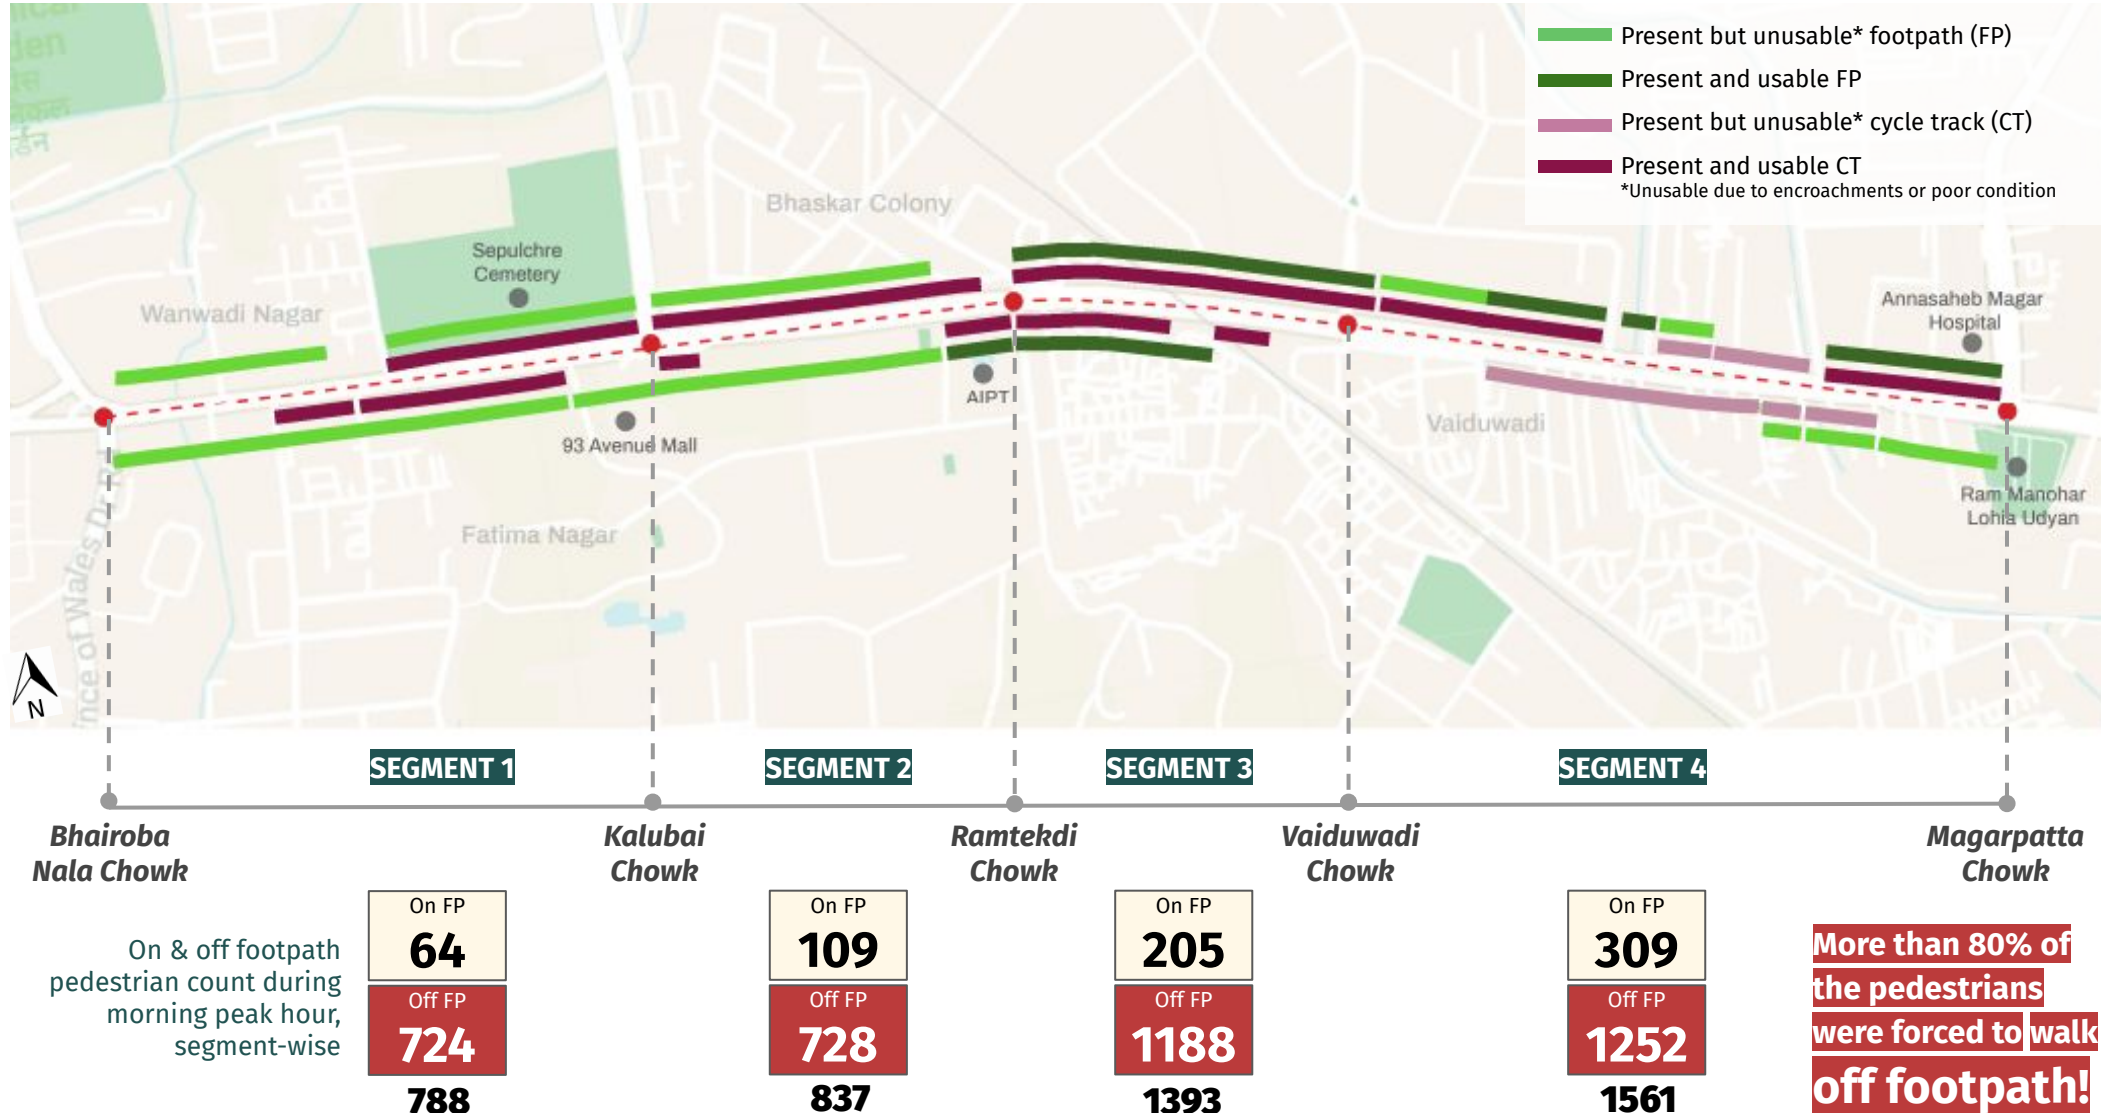 Present but unusable* footpath (FP)
Present and usable FP
Present but unusable* cycle track (CT)
Present and usable CT
*Unusable due to encroachments or poor condition
Bhaskar Colony
Sepulchre
Cemetery
Wanwadi Nagar
Annasaheb Magar
Hospital
AIPT
93 Avenue Mall
Vaiduwadi
Fatima Nagar
Ram Manohar
Lohia Udyan
of Wales
N
SEGMENT 1
SEGMENT 2
SEGMENT 3
SEGMENT 4
Bhairoba
Nala Chowk
Kalubai
Chowk
Ramtekdi
Chowk
Vaiduwadi
Chowk
Magarpatta
Chowk
On & off footpath
pedestrian count during
morning peak hour,
segment-wise
On FP
64
Off FP
724
788
On FP
109
Off FP
728
837
On FP
205
Off FP
1188
1393
On FP
309
Off FP
1252
1561
More than 80% of
the pedestrians
were forced to walk
off footpath!